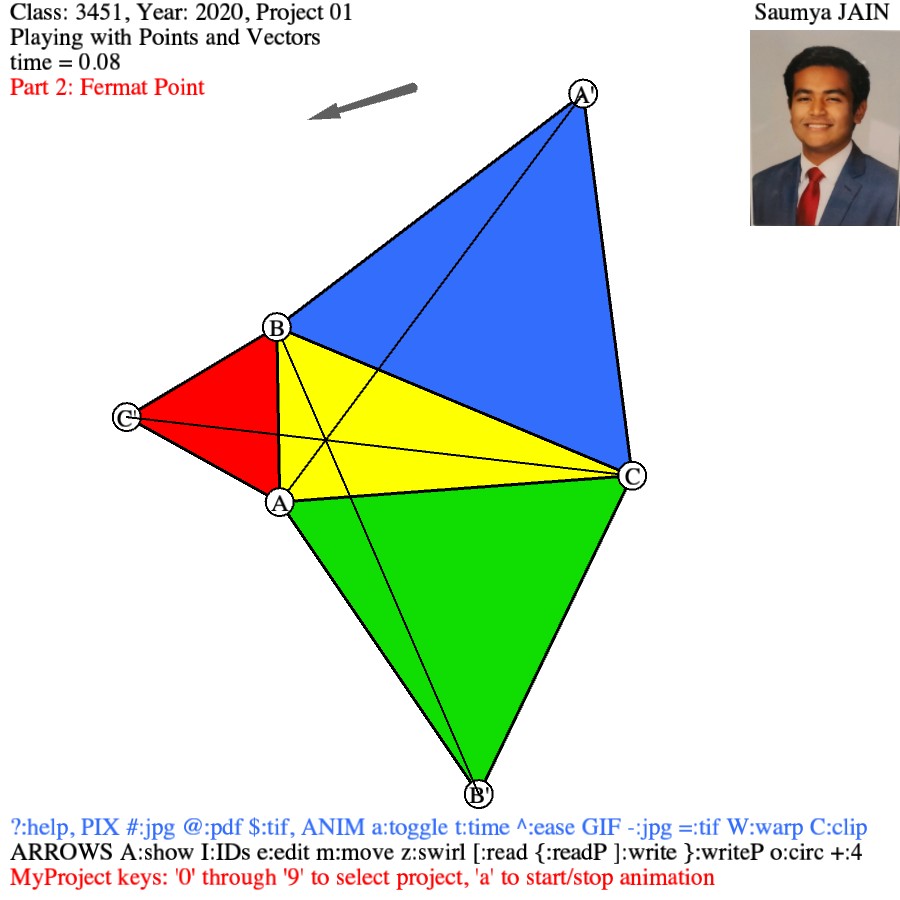 Class: 3451, Year: 2020, Project 01
Saumya JAIN
Playing with Points and Vectors
time = 0.08
Part 2: Fermat Point
A'
B
C'
C
A
B'
?:help, PIX #:jpg @:pdf $:tif, ANIM a:toggle t:time ^:ease GIF -:jpg =:tif W:warp C:clip
ARROWS A:show I:IDs e:edit m:move z:swirl [:read {:readP ]:write }:writeP o:circ +:4
MyProject keys: '0' through '9' to select project, 'a' to start/stop animation